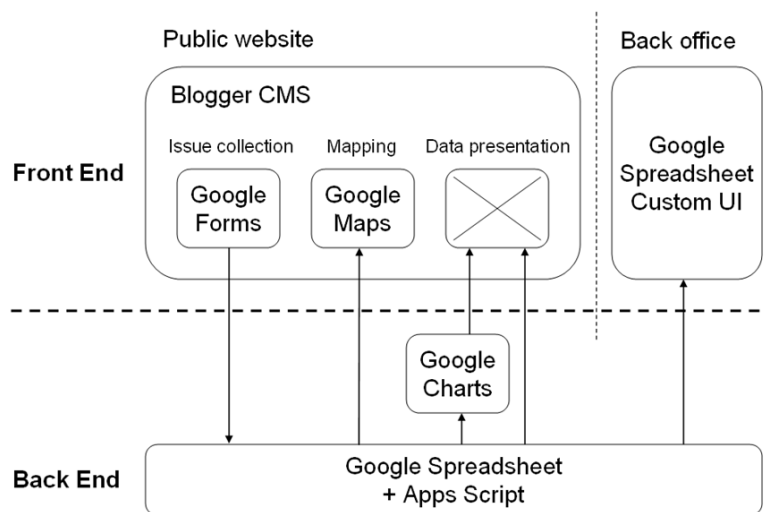 Public website
Back office
Blogger CMS
Issue collection
Mapping
Data presentation
Front End
Google
Forms
Google
Maps
Google
Spreadsheet
Custom UI
Google
Charts
Back End
Google Spreadsheet
+ Apps Script